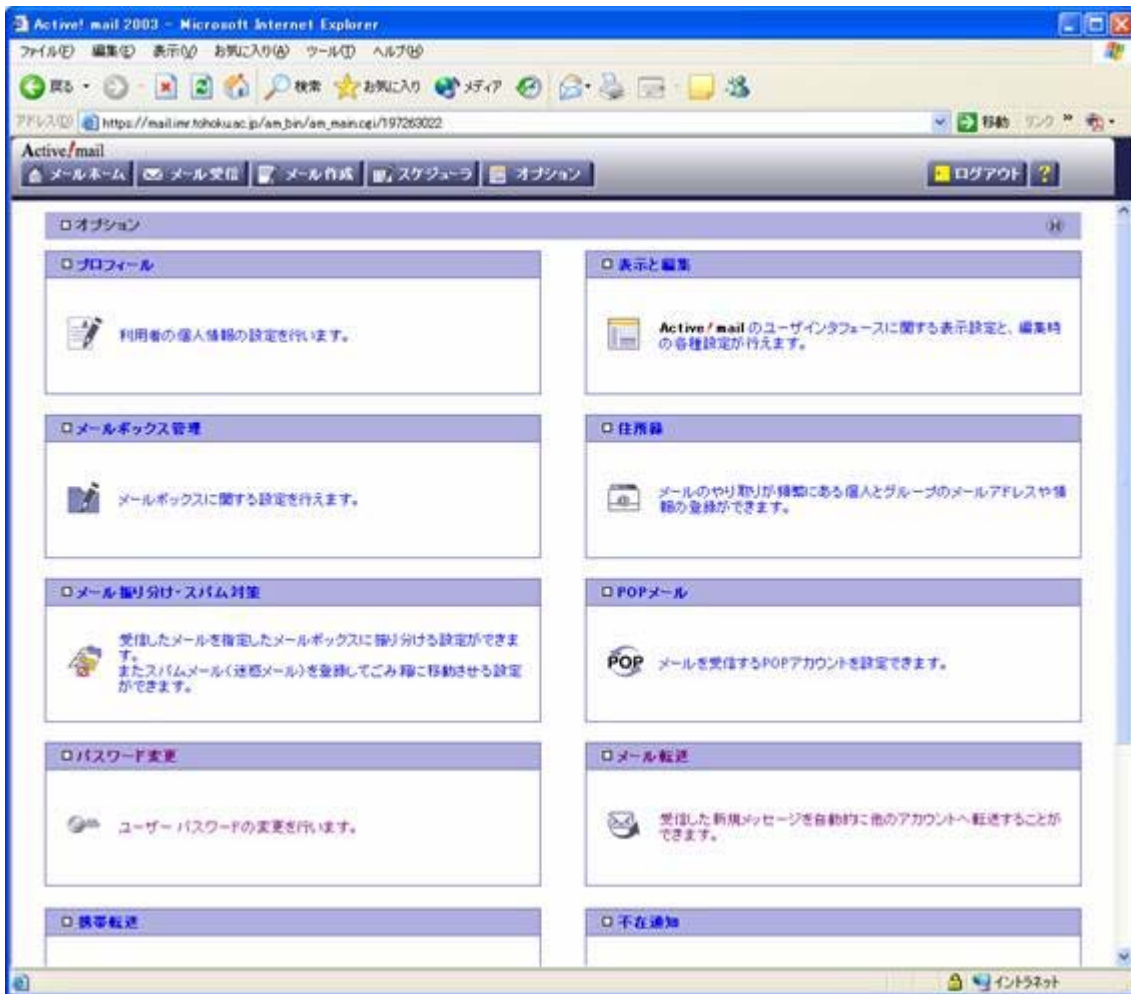 Active! mail 2003 - Microsoft Internet Explorer
ファイル(F) 編集(E) 表示(V) お気に入り(A) ツール(T) ヘルプ(H)
戻る 検索 お気に入り メディア
アドレス(D) https://mail.imr.tohoku.ac.jp/am_bin/am_main.cgi/197263022 移動 リンク »
Active!mail
メールホーム メール受信 メール作成 スケジューラ オプション ログアウト ?
オプション
プロフィール
利用者の個人情報の設定を行います。
表示と編集
Active!mail のユーザインタフェースに関する表示設定と、編集時
の各種設定が行えます。
メールボックス管理
メールボックスに関する設定を行えます。
住所録
メールのやり取りが頻繁にある個人とグループのメールアドレスや情
報の登録ができます。
メール振り分け・スパム対策
受信したメールを指定したメールボックスに振り分ける設定ができま
す。
またスパムメール(迷惑メール)を登録してごみ箱に移動させる設定
ができます。
POPメール
POP
メールを受信するPOPアカウントを設定できます。
パスワード変更
ユーザー パスワードの変更を行います。
メール転送
受信した新規メッセージを自動的に他のアカウントへ転送することが
できます。
携帯転送
不在通知
イントラネット